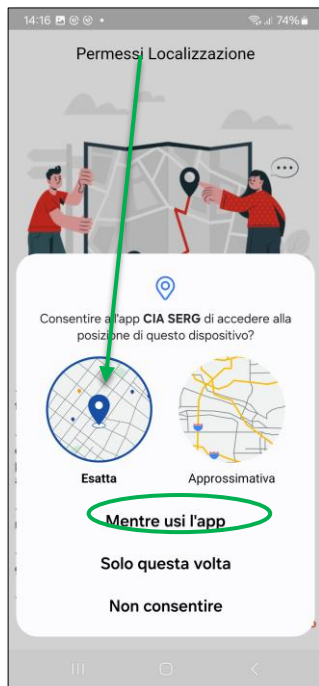 14:16 74%
Permessi Localizzazione
Consentire all'app CIA SERG di accedere alla
posizione di questo dispositivo?
Esatta Approssimativa
Mentre usi l'app
Solo questa volta
Non consentire